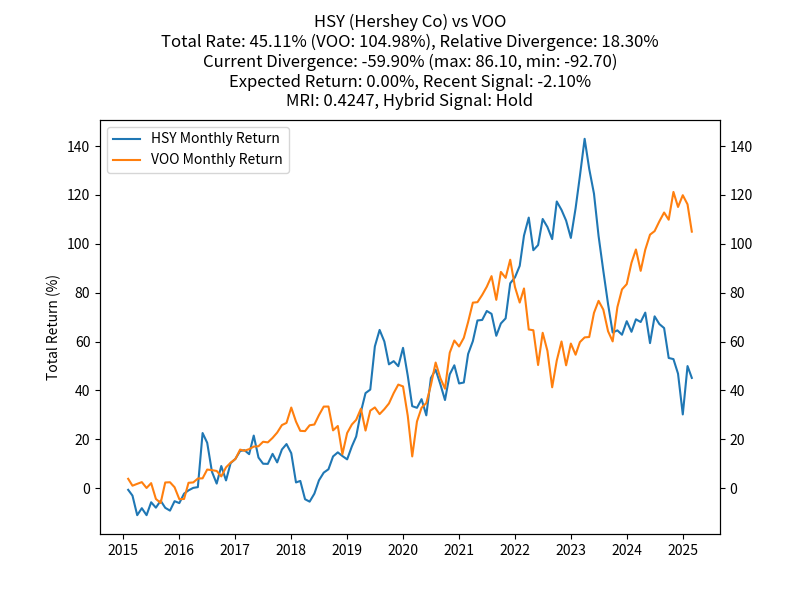 HSY (Hershey Co) vs VOO
Total Rate: 45.11% (VOO: 104.98%), Relative Divergence: 18.30%
Current Divergence: -59.90% (max: 86.10, min: -92.70)
Expected Return: 0.00%, Recent Signal: -2.10%
MRI: 0.4247, Hybrid Signal: Hold
HSY Monthly Return
VOO Monthly Return
Total Return (%)
140
120
100
80
60
40
20
0
140
120
100
80
60
40
20
0
2015 2016 2017 2018 2019 2020 2021 2022 2023 2024 2025